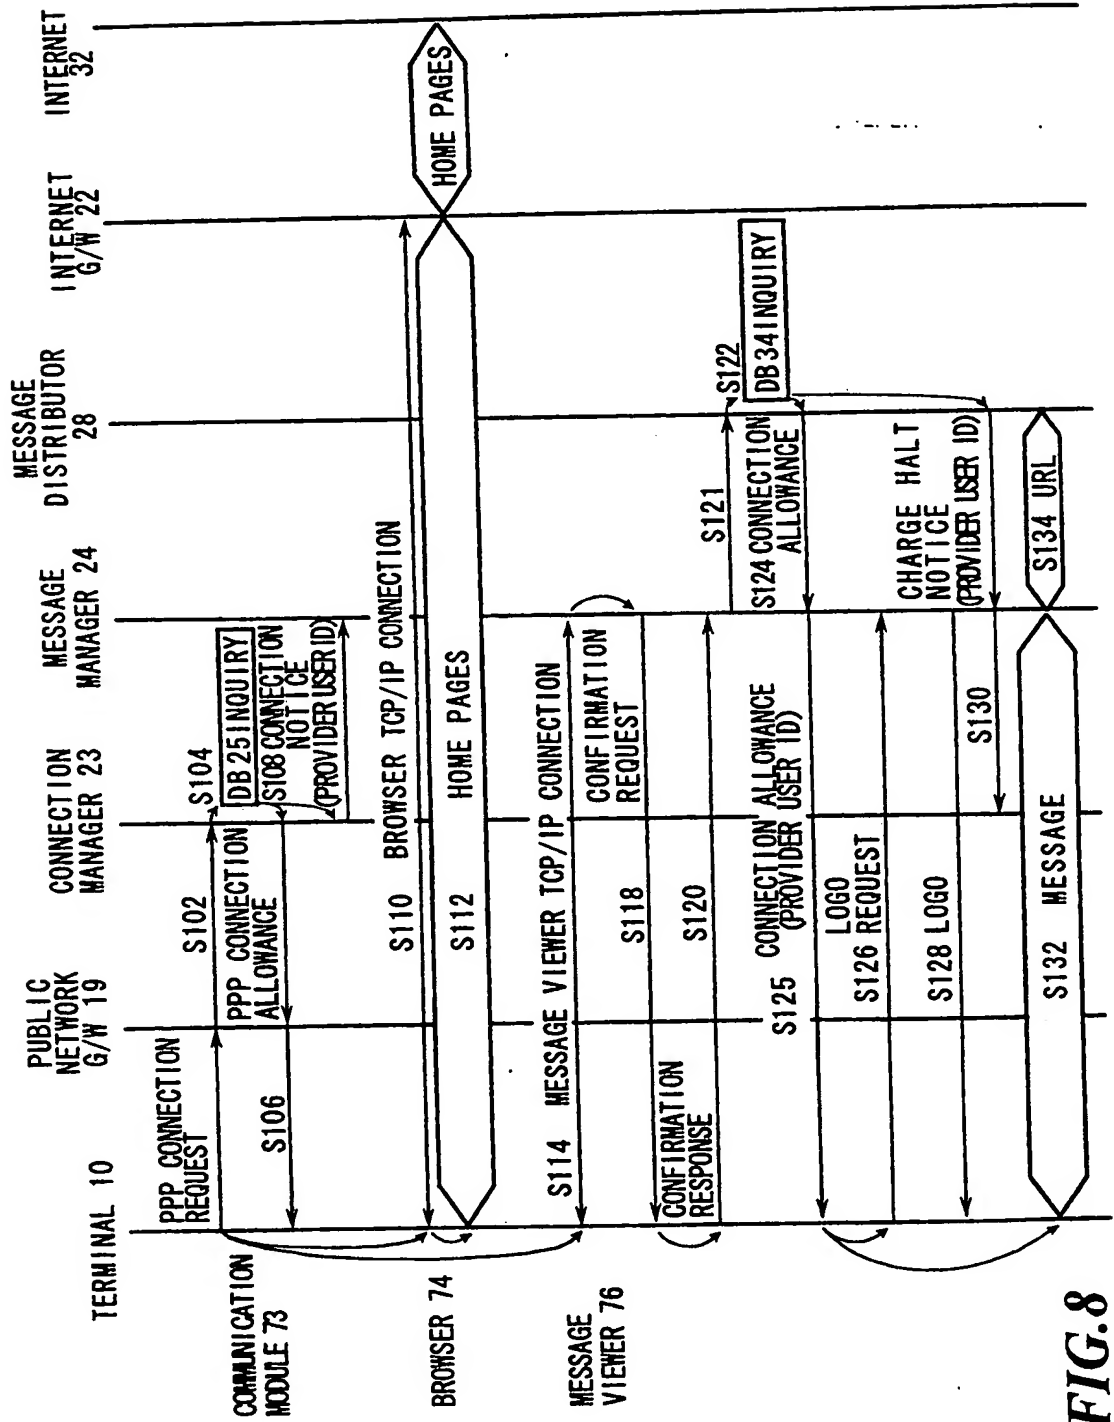 TERMINAL 10
PUBLIC
NETWORK
G/W 19
CONNECTION
MANAGER 23
MESSAGE
MANAGER 24
MESSAGE
DISTRIBUTOR
28
INTERNET
G/W 22
INTERNET
32
COMMUNICATION
MODULE 73
PPP CONNECTION
REQUEST
S102
S104
DB25INQUIRY
PPP CONNECTION
ALLOWANCE
S106
S108 CONNECTION
NOTICE
(PROVIDER USER ID)
BROWSER 74
S110 BROWSER TCP/IP CONNECTION
S112 HOME PAGES
HOME PAGES
MESSAGE
VIEWER 76
S114 MESSAGE VIEWER TCP/IP CONNECTION
CONFIRMATION
REQUEST
S118
CONFIRMATION
RESPONSE
S120
S121
S122
DB34INQUIRY
S124 CONNECTION
ALLOWANCE
S125 CONNECTION ALLOWANCE
(PROVIDER USER ID)
LOGO
S126 REQUEST
S128 LOGO
CHARGE HALT
NOTICE
(PROVIDER USER ID)
S130
S132 MESSAGE
S134 URL
FIG.8